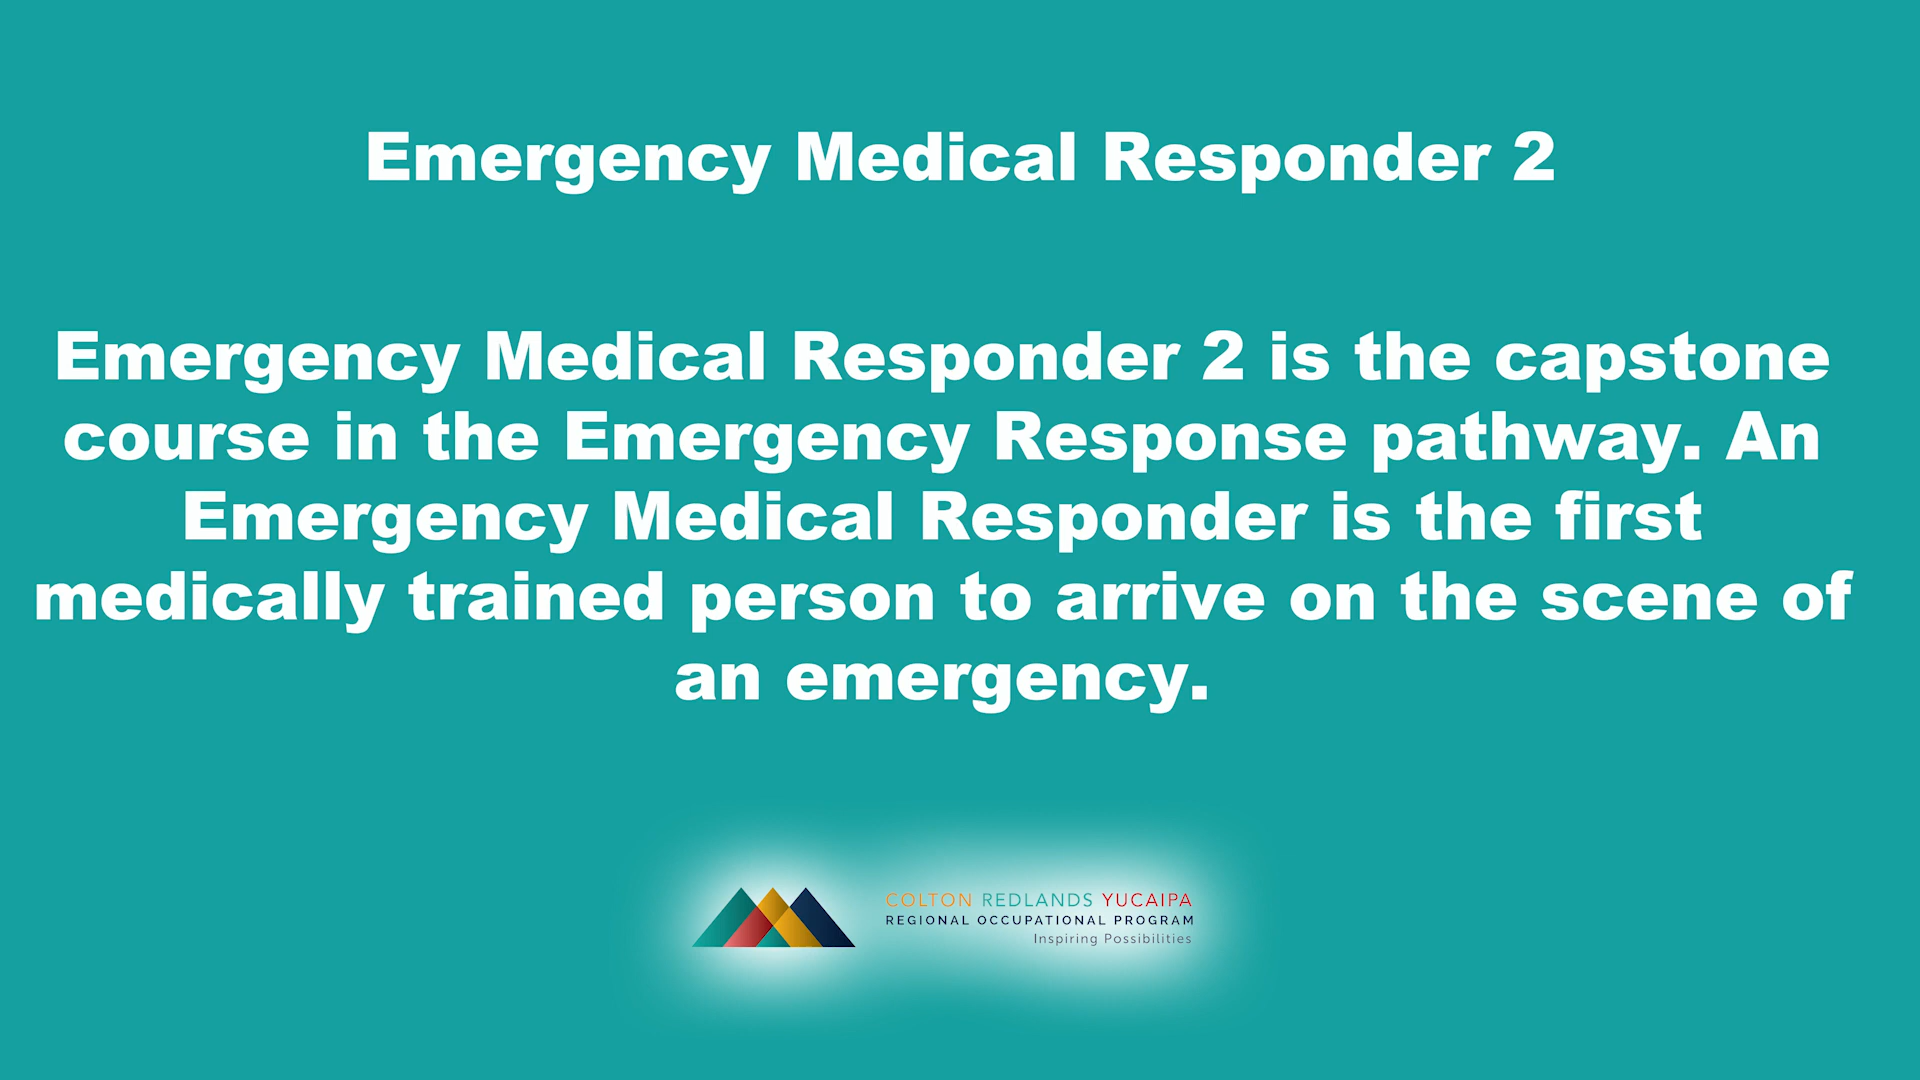 Emergency Medical Responder 2
Emergency Medical Responder 2 is the capstone
course in the Emergency Response pathway. An
Emergency Medical Responder is the first
medically trained person to arrive on the scene of
an emergency.
COLTON REDLANDS YUCAIPA
REGIONAL OCCUPATIONAL PROGRAM
Inspiring Possibilities